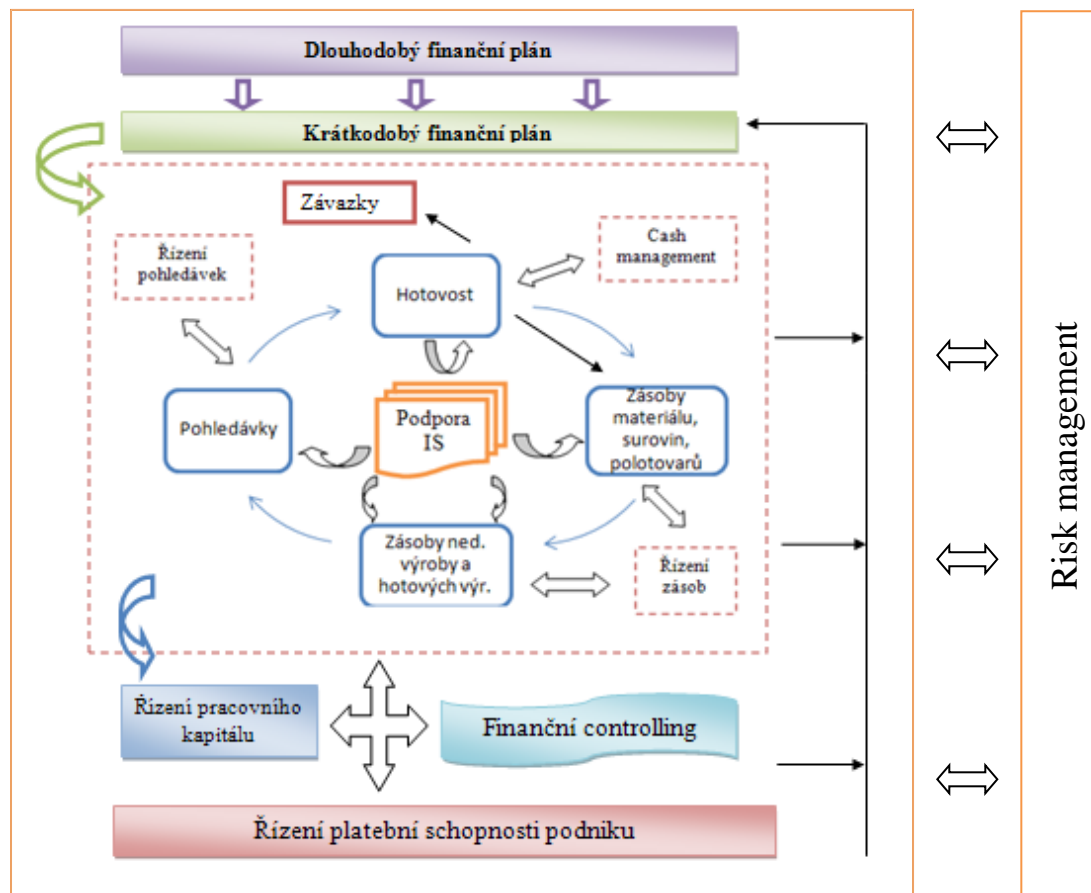 Dlouhodobý finanční plán
Krátkodobý finanční plán
Závazky
Řízení
pohledávek
Cash
management
Hotovost
Pohledávky
Podpora
IS
Zásoby
materiálu,
surovin,
polotovarů
Zásoby ned.
výroby a
hotových výr.
Řízení
zásob
Řízení pracovního
kapitálu
Finanční controlling
Řízení platební schopnosti podniku
Risk management